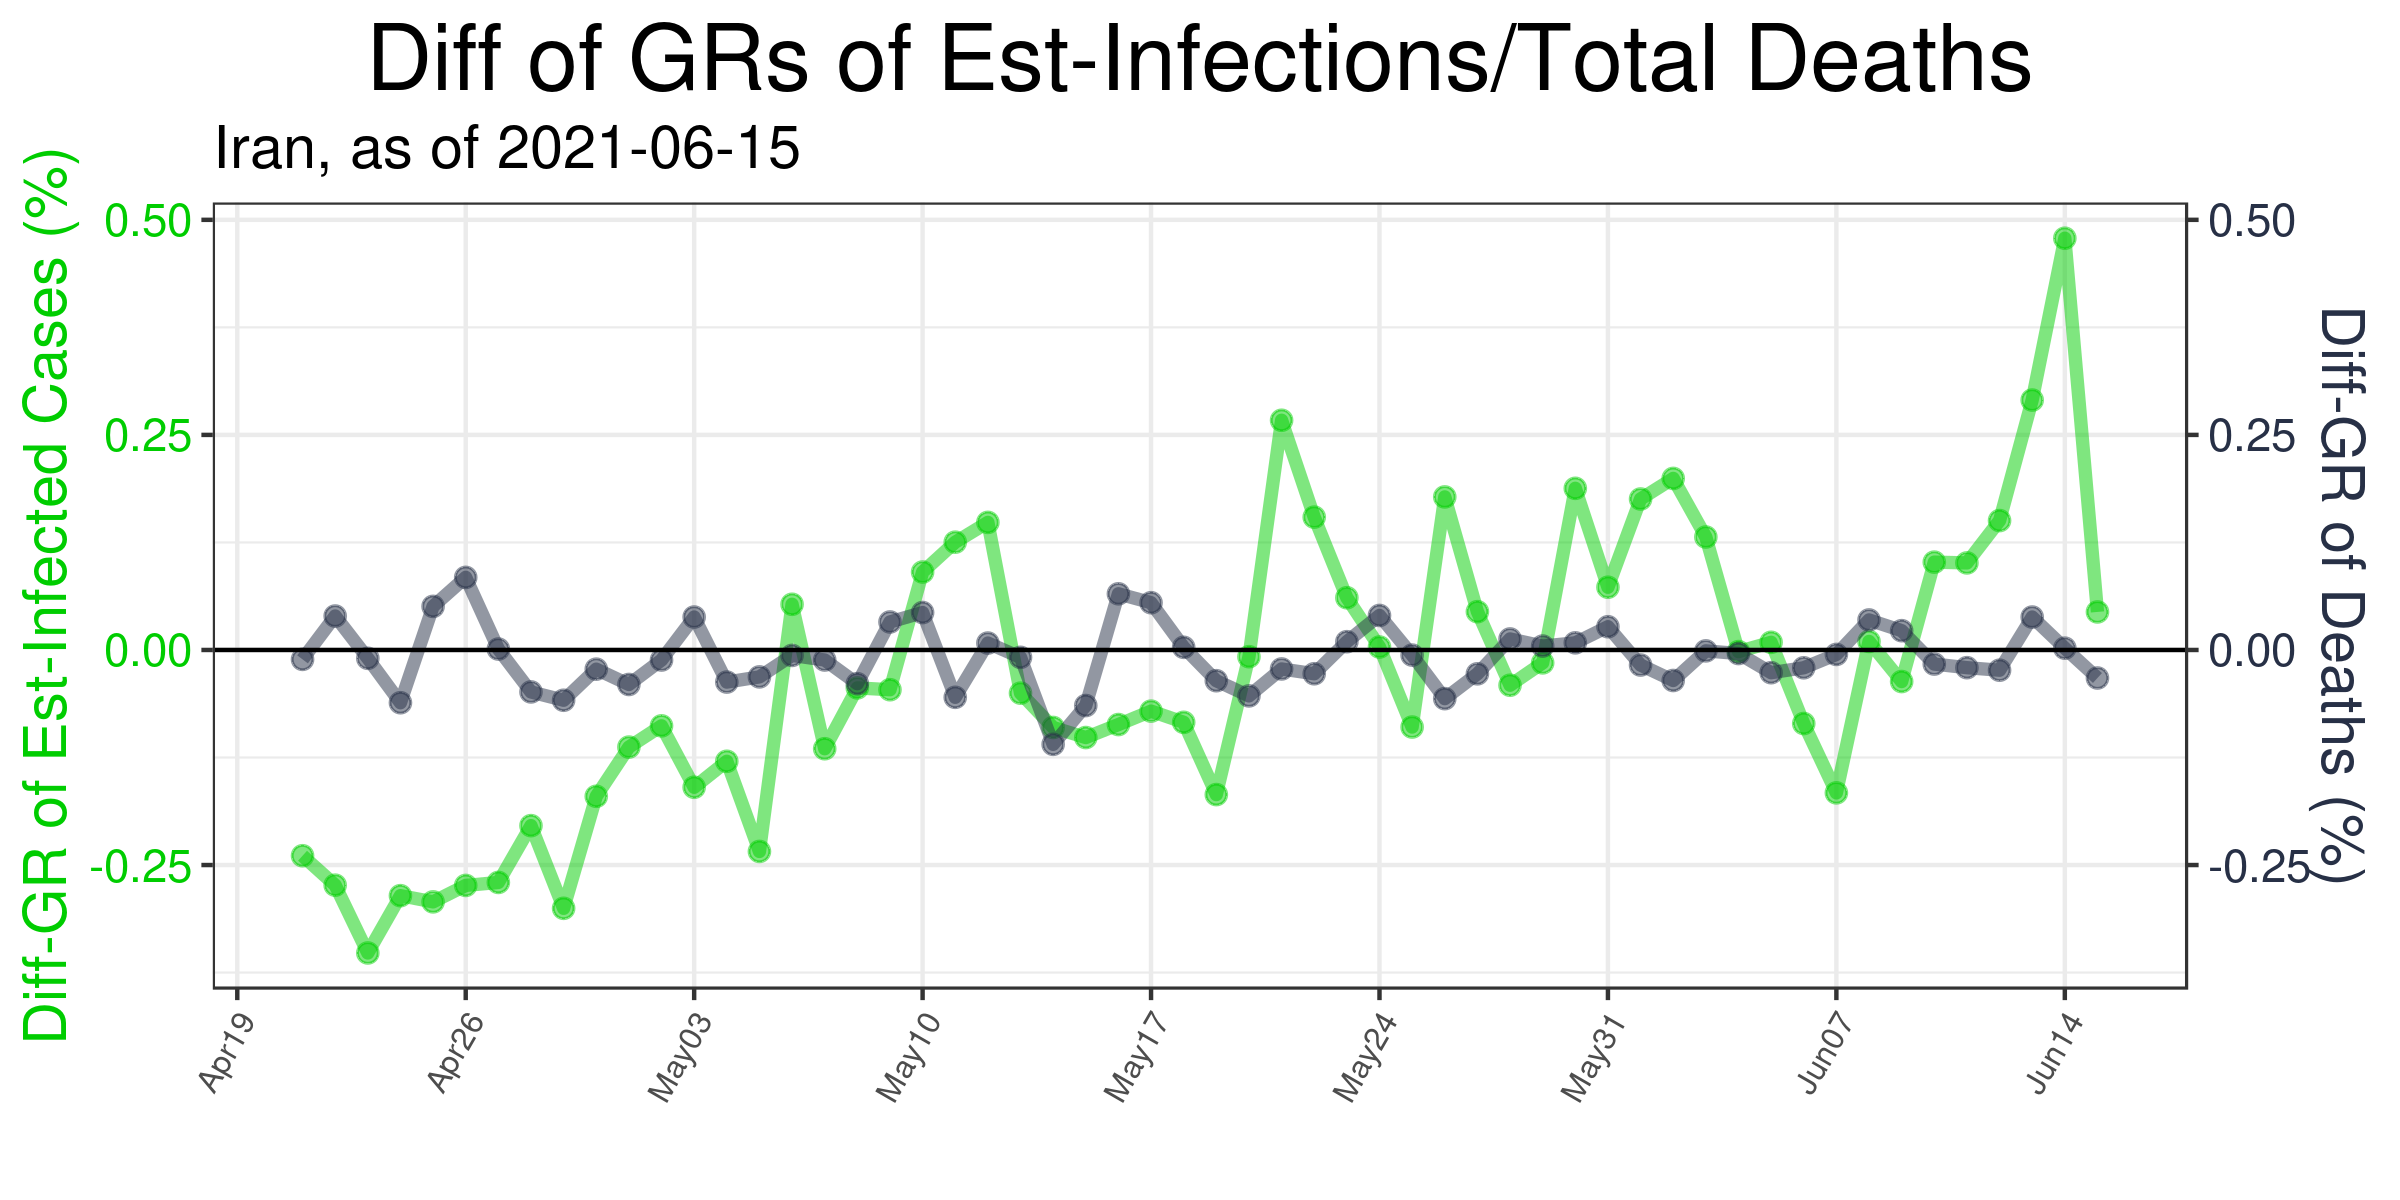 Diff of GRs of Est-Infections/Total Deaths
Iran, as of 2021-06-15
Diff-GR of Est-Infected Cases (%)
0.50
0.25
0.00
-0.25
0.50
0.25
0.00
-0.25
Diff-GR of Deaths (%)
Apr19
Apr26
May03
May10
May17
May24
May31
Jun07
Jun14